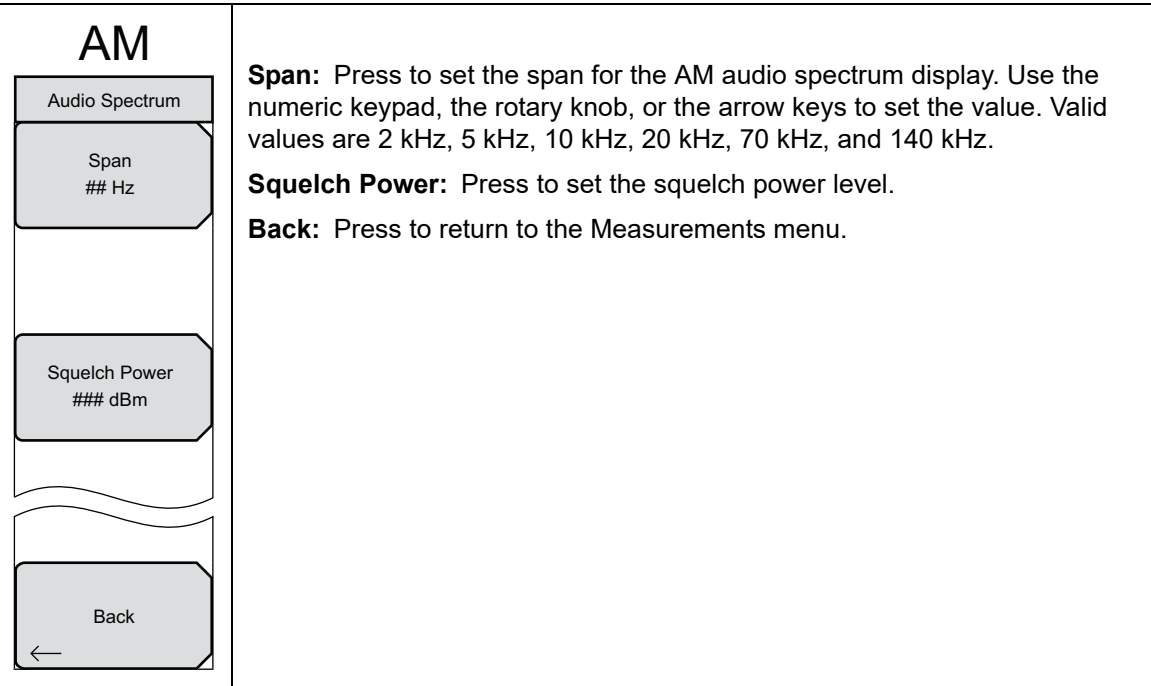 AM
Audio Spectrum
Span
## Hz
Squelch Power
### dBm
Back
Span: Press to set the span for the AM audio spectrum display. Use the
numeric keypad, the rotary knob, or the arrow keys to set the value. Valid
values are 2 kHz, 5 kHz, 10 kHz, 20 kHz, 70 kHz, and 140 kHz.
Squelch Power: Press to set the squelch power level.
Back: Press to return to the Measurements menu.